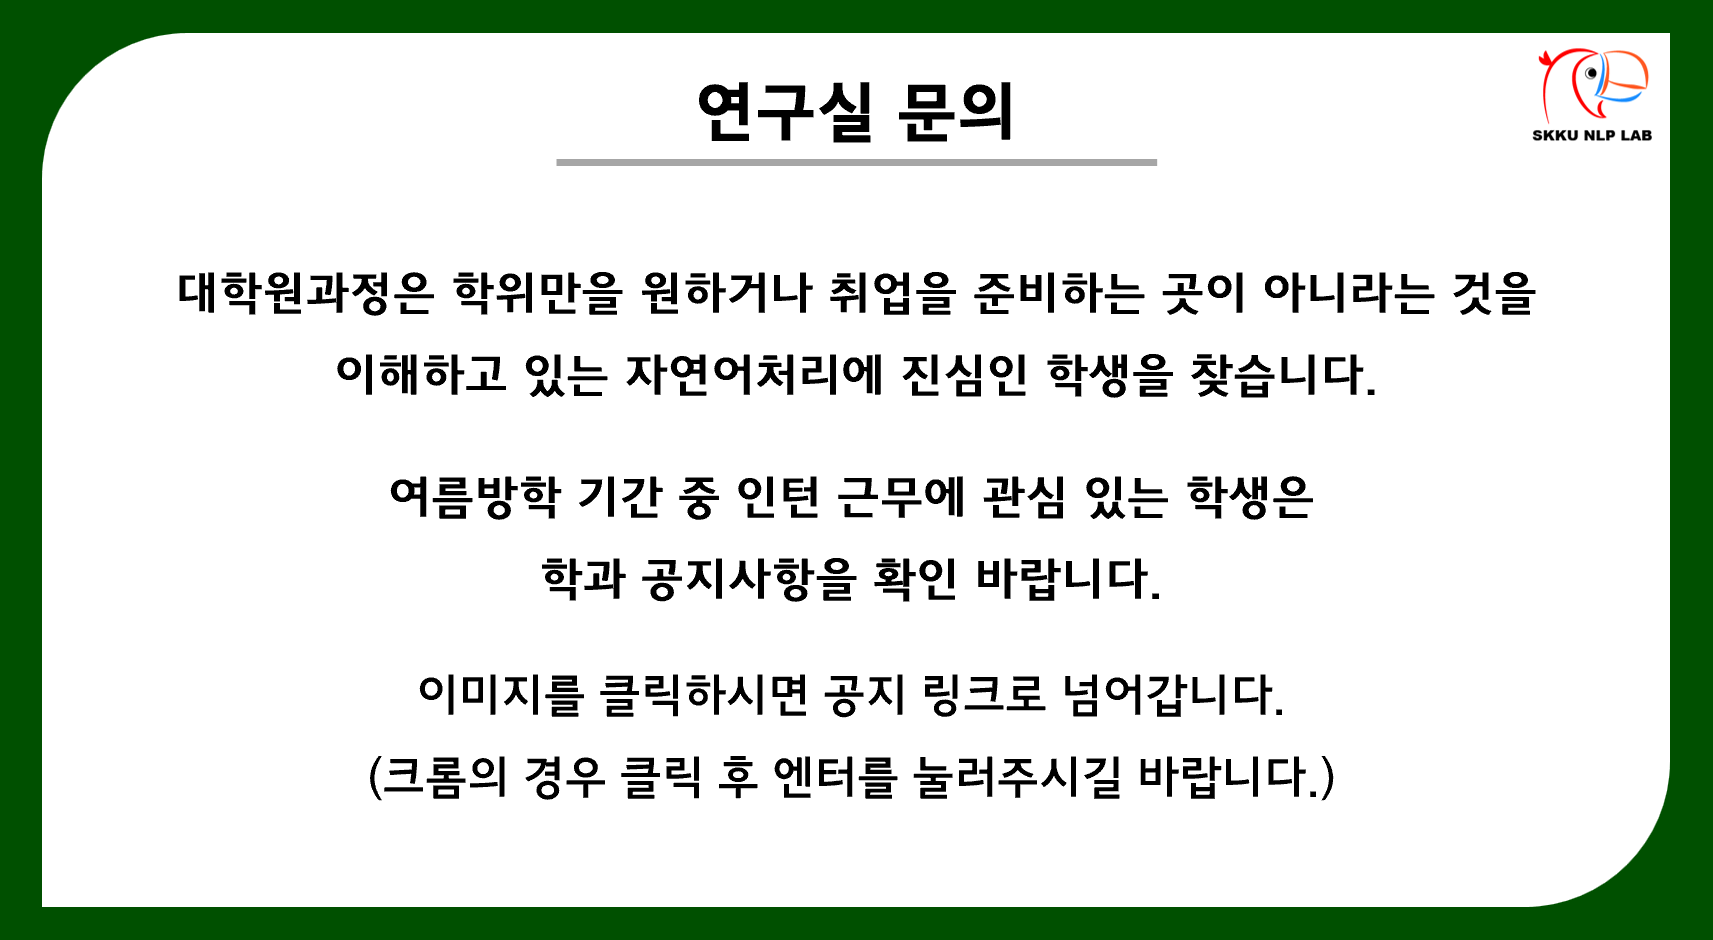 연구실 문의
SKKU NLP LAB
대학원과정은 학위만을 원하거나 취업을 준비하는 곳이 아니라는 것을
이해하고 있는 자연어처리에 진심인 학생을 찾습니다.
여름방학 기간 중 인턴 근무에 관심 있는 학생은
학과 공지사항을 확인 바랍니다.
이미지를 클릭하시면 공지 링크로 넘어갑니다.
(크롬의 경우 클릭 후 엔터를 눌러주시길 바랍니다.)